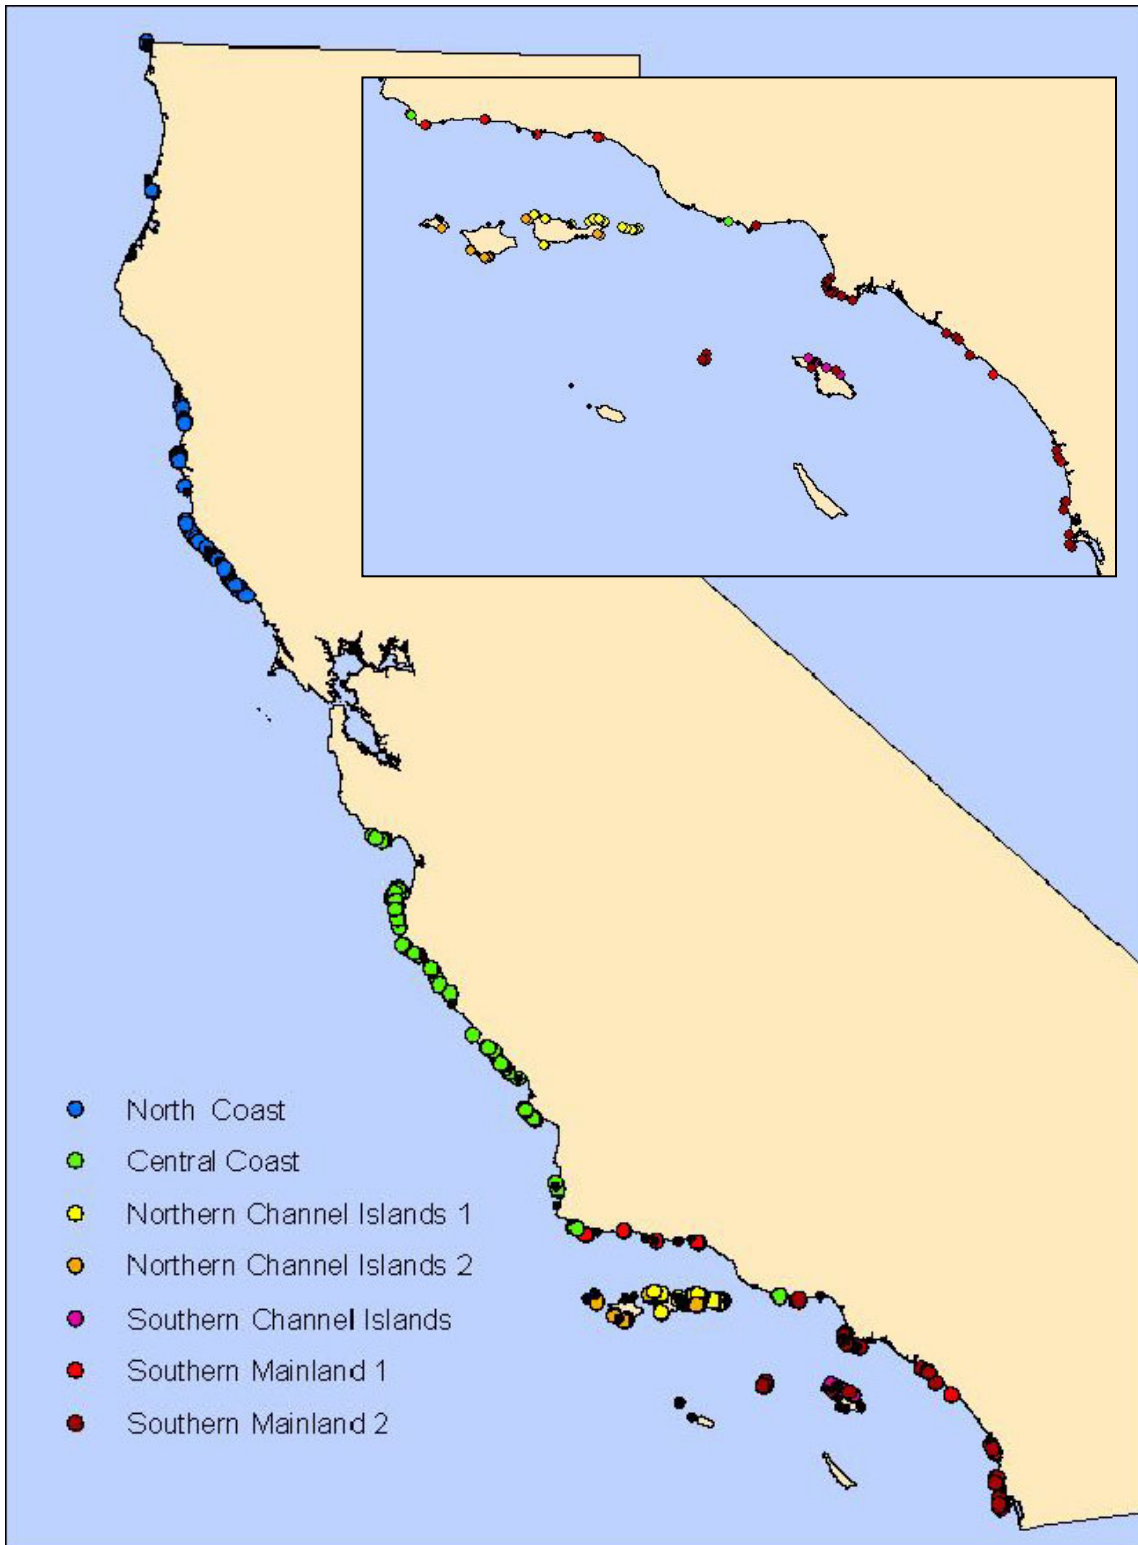 North Coast
Central Coast
Northern Channel Islands 1
Northern Channel Islands 2
Southern Channel Islands
Southern Mainland 1
Southern Mainland 2